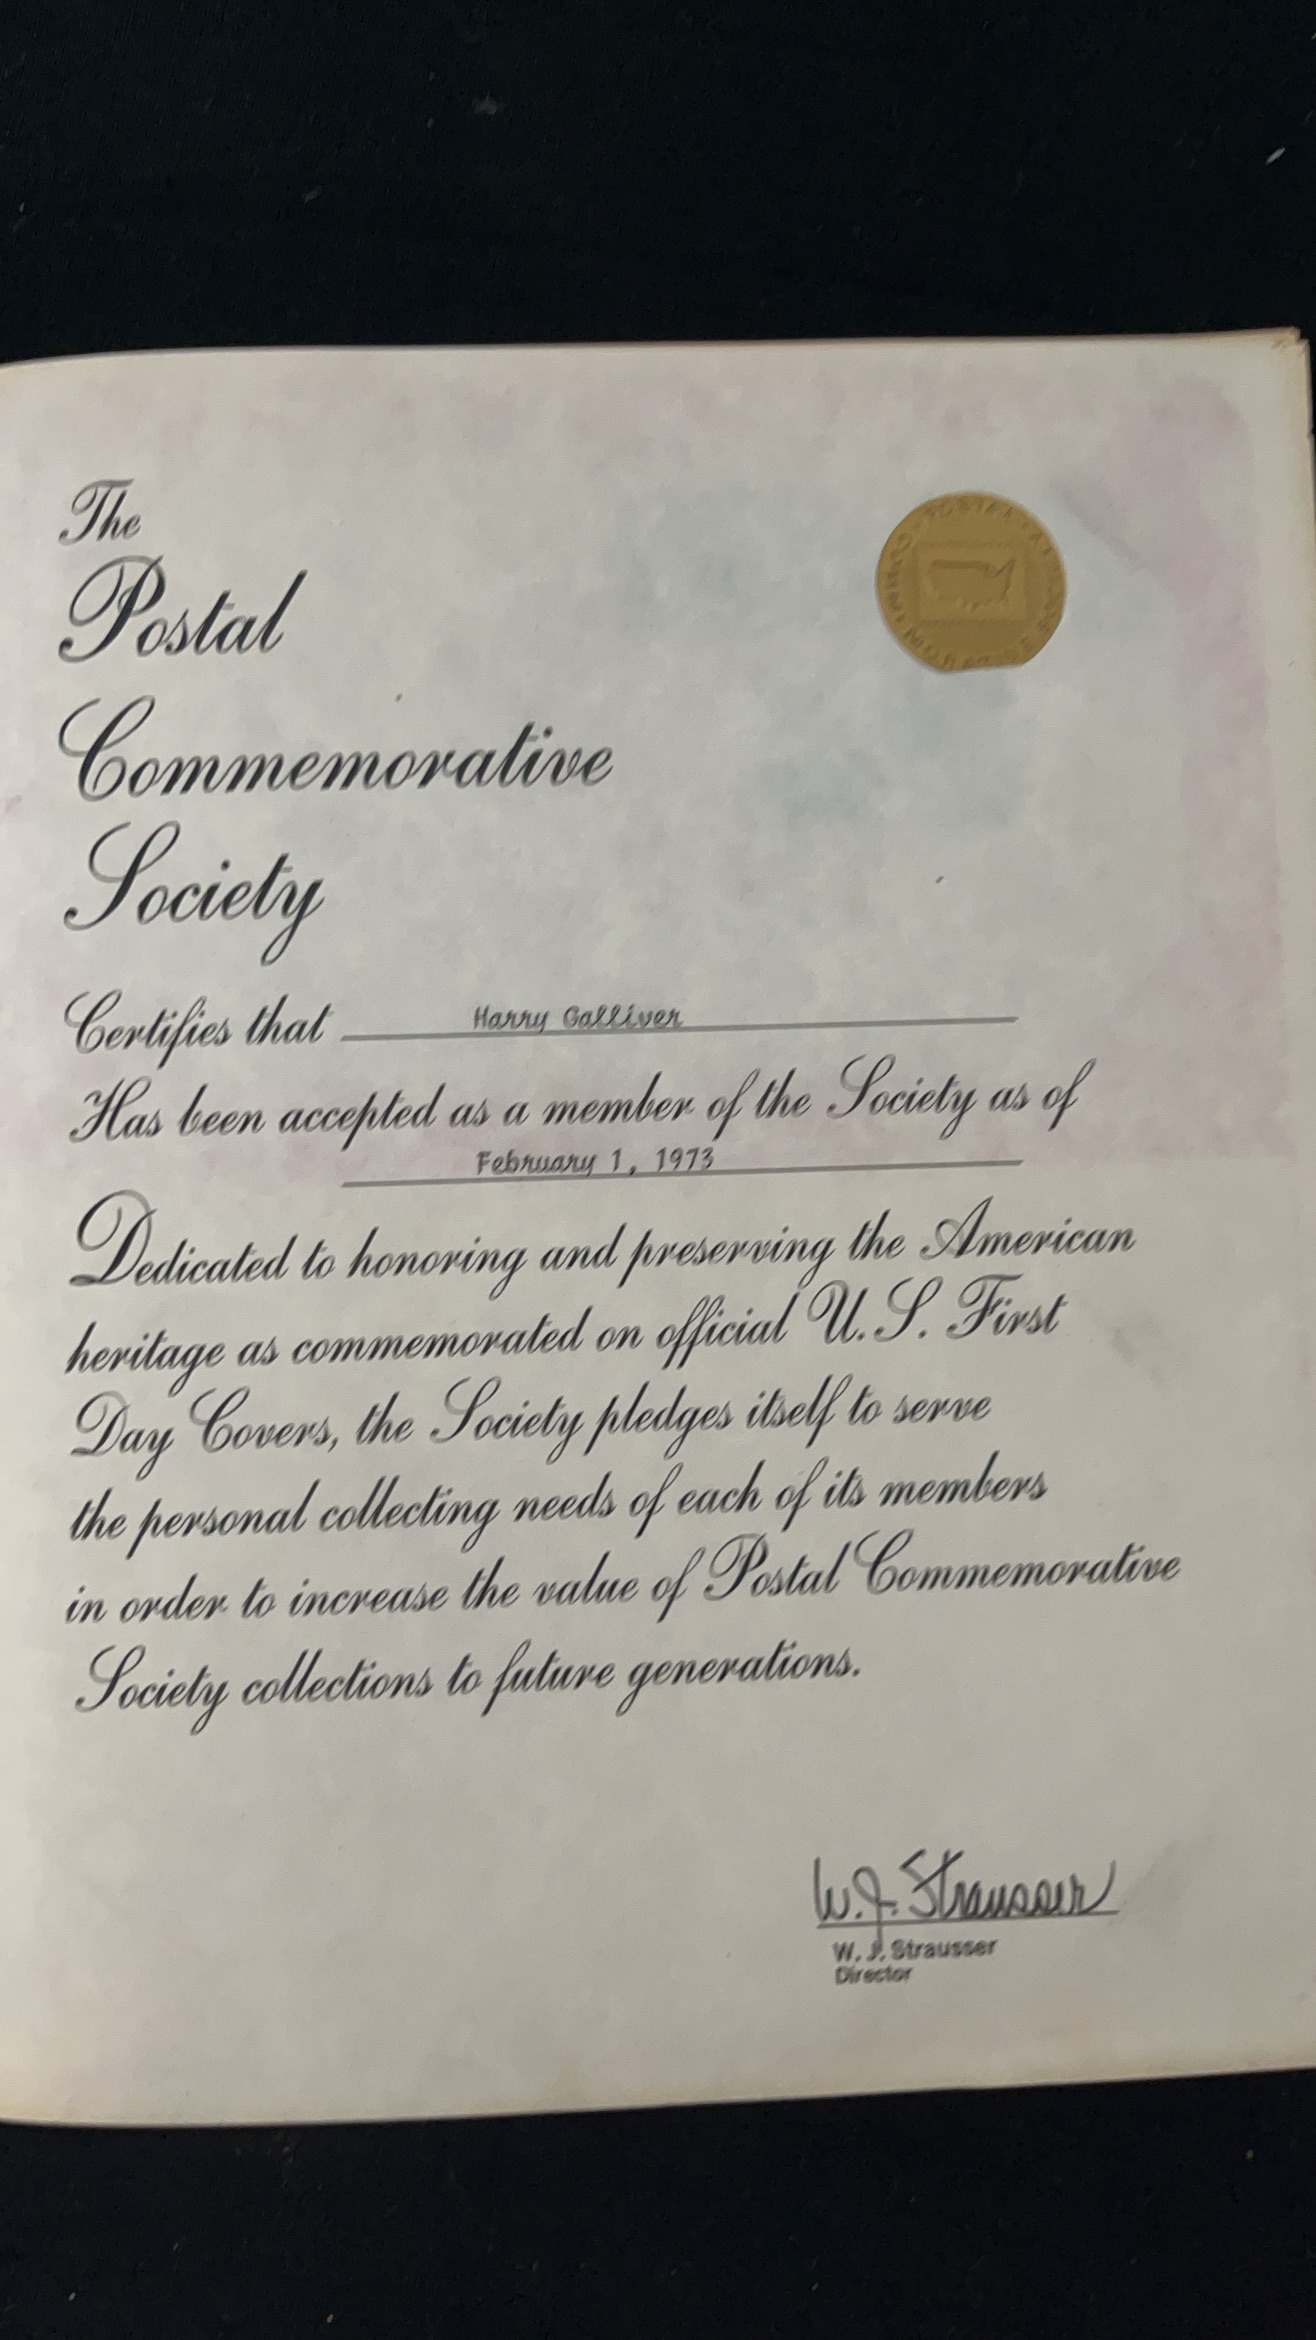 The
Postal
Commemorative
Society
Certifies that Harry Galliver
Has been accepted as a member of the Society as of
February 1, 1973
Dedicated to honoring and preserving the American
heritage as commemorated on official U.S. First
Day Covers, the Society pledges itself to serve
the personal collecting needs of each of its members
in order to increase the value of Postal Commemorative
Society collections to future generations.
W. J. Strausser
W. J. Strausser
Director